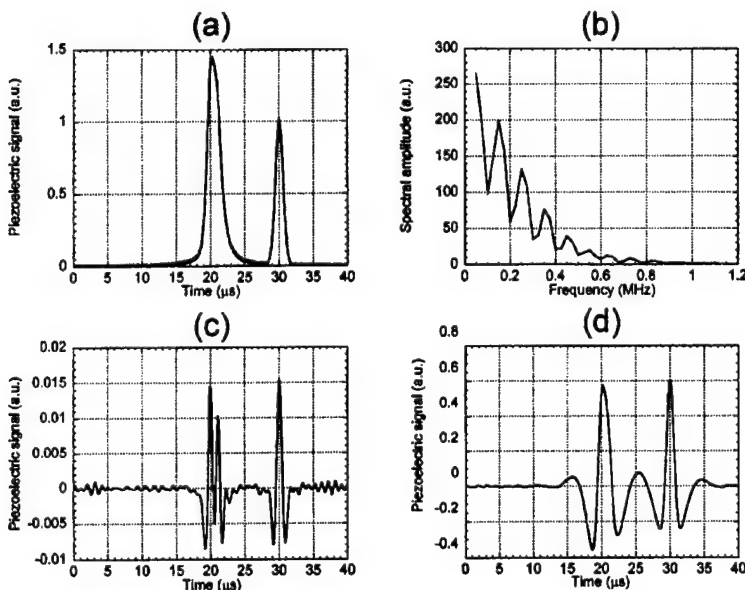 (a)
Piezoelectric signal (a.u.)
1.5
1
0.5
0
0 5 10 15 20 25 30 35 40
Time (μs)
(b)
Spectral amplitude (a.u.)
300
250
200
150
100
50
0
0 0.2 0.4 0.6 0.8 1 1.2
Frequency (MHz)
(c)
Piezoelectric signal (a.u.)
0.02
0.015
0.01
0.005
0
-0.005
-0.01
0 5 10 15 20 25 30 35 40
Time (μs)
(d)
Piezoelectric signal (a.u.)
0.8
0.6
0.4
0.2
0
-0.2
-0.4
0 5 10 15 20 25 30 35 40
Time (μs)